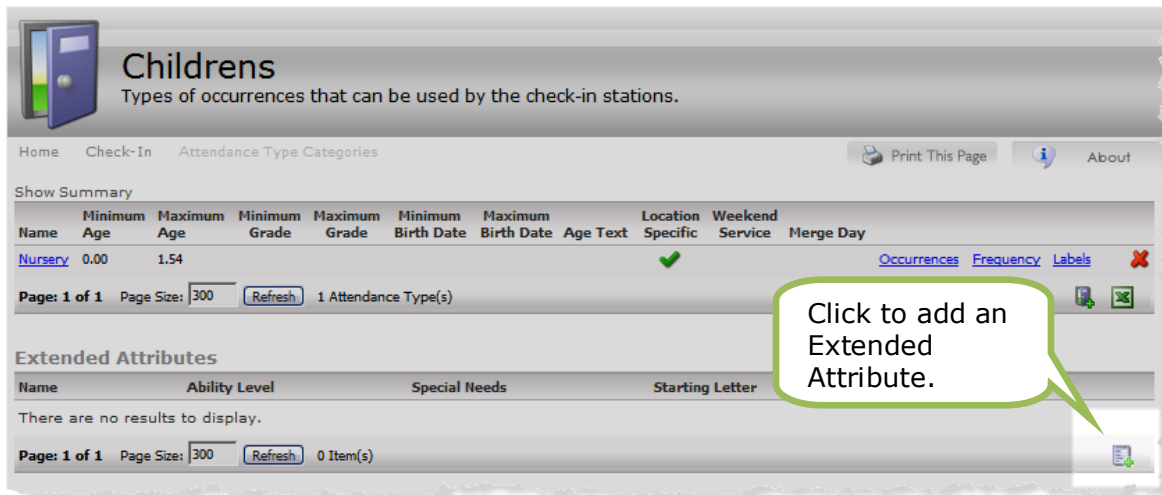 Childrens
Types of occurrences that can be used by the check-in stations.
Home Check-In Attendance Type Categories Print This Page About
Show Summary
Name Minimum Age Maximum Age Minimum Grade Maximum Grade Minimum Birth Date Maximum Birth Date Age Text Location Specific Weekend Service Merge Day
Nursery 0.00 1.54 Occurrences Frequency Labels
Page: 1 of 1 Page Size: 300 Refresh 1 Attendance Type(s)
Click to add an
Extended
Attribute.
Extended Attributes
Name Ability Level Special Needs Starting Letter
There are no results to display.
Page: 1 of 1 Page Size: 300 Refresh 0 Item(s)